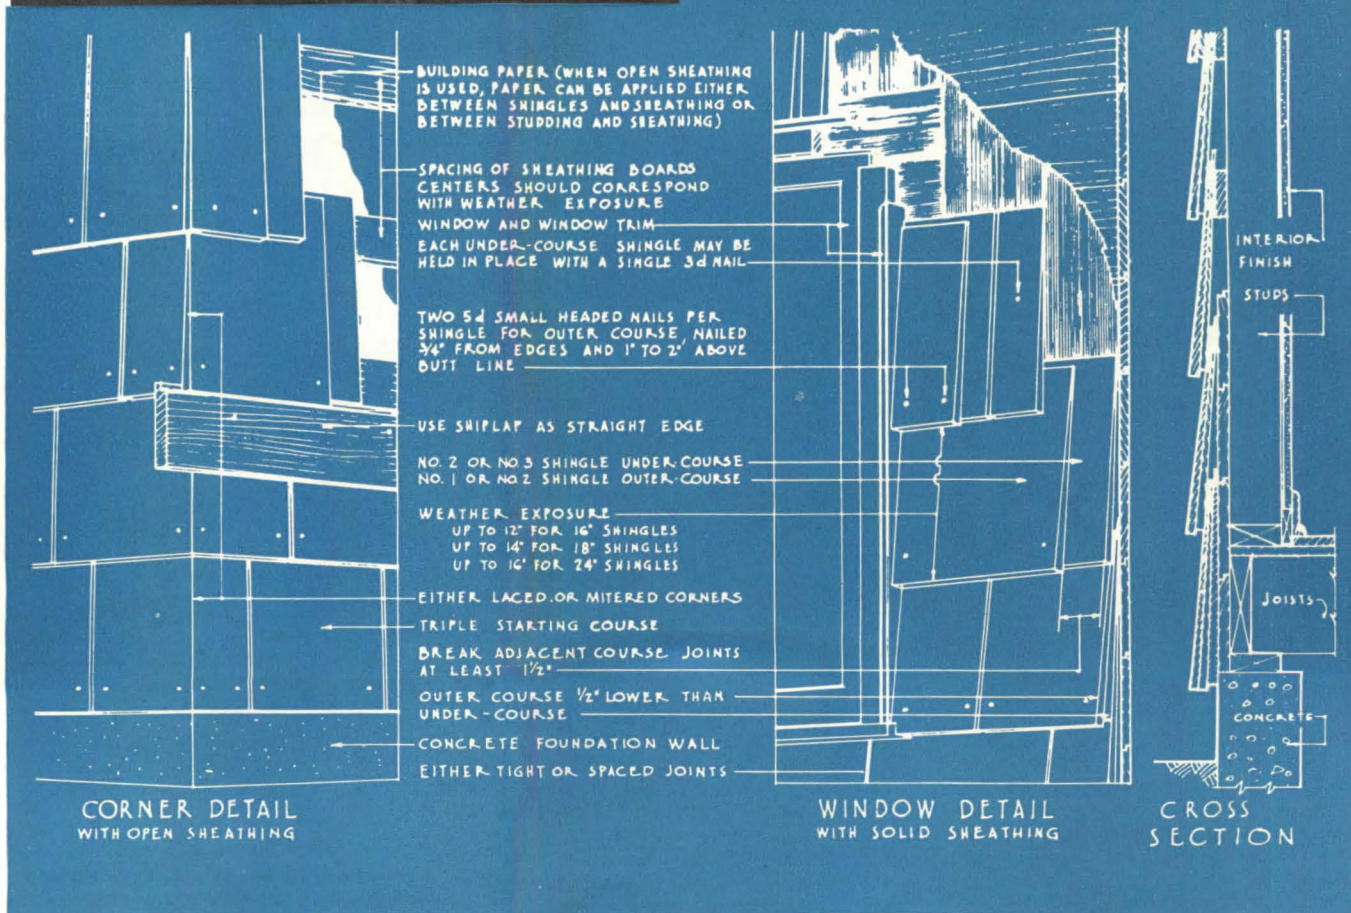 BUILDING PAPER (WHEN OPEN SHEATHING
IS USED, PAPER CAN BE APPLIED EITHER
BETWEEN SHINGLES AND SHEATHING OR
BETWEEN STUDDING AND SHEATHING)
SPACING OF SHEATHING BOARDS
CENTERS SHOULD CORRESPOND
WITH WEATHER EXPOSURE
WINDOW AND WINDOW TRIM
EACH UNDER-COURSE SHINGLE MAY BE
HELD IN PLACE WITH A SINGLE 3d NAIL
TWO 5d SMALL HEADED NAILS PER
SHINGLE FOR OUTER COURSE, NAILED
3/4" FROM EDGES AND 1" TO 2" ABOVE
BUTT LINE
USE SHIPLAP AS STRAIGHT EDGE
NO. 2 OR NO. 3 SHINGLE UNDER-COURSE
NO. 1 OR NO. 2 SHINGLE OUTER-COURSE
WEATHER EXPOSURE
UP TO 12" FOR 16" SHINGLES
UP TO 14" FOR 18" SHINGLES
UP TO 16" FOR 24" SHINGLES
EITHER LACED OR MITERED CORNERS
TRIPLE STARTING COURSE
BREAK ADJACENT COURSE JOINTS
AT LEAST 1 1/2"
OUTER COURSE 1/2" LOWER THAN
UNDER-COURSE
CONCRETE FOUNDATION WALL
EITHER TIGHT OR SPACED JOINTS
INTERIOR
FINISH
STUDS
JOISTS
CONCRETE
CORNER DETAIL
WITH OPEN SHEATHING
WINDOW DETAIL
WITH SOLID SHEATHING
CROSS
SECTION